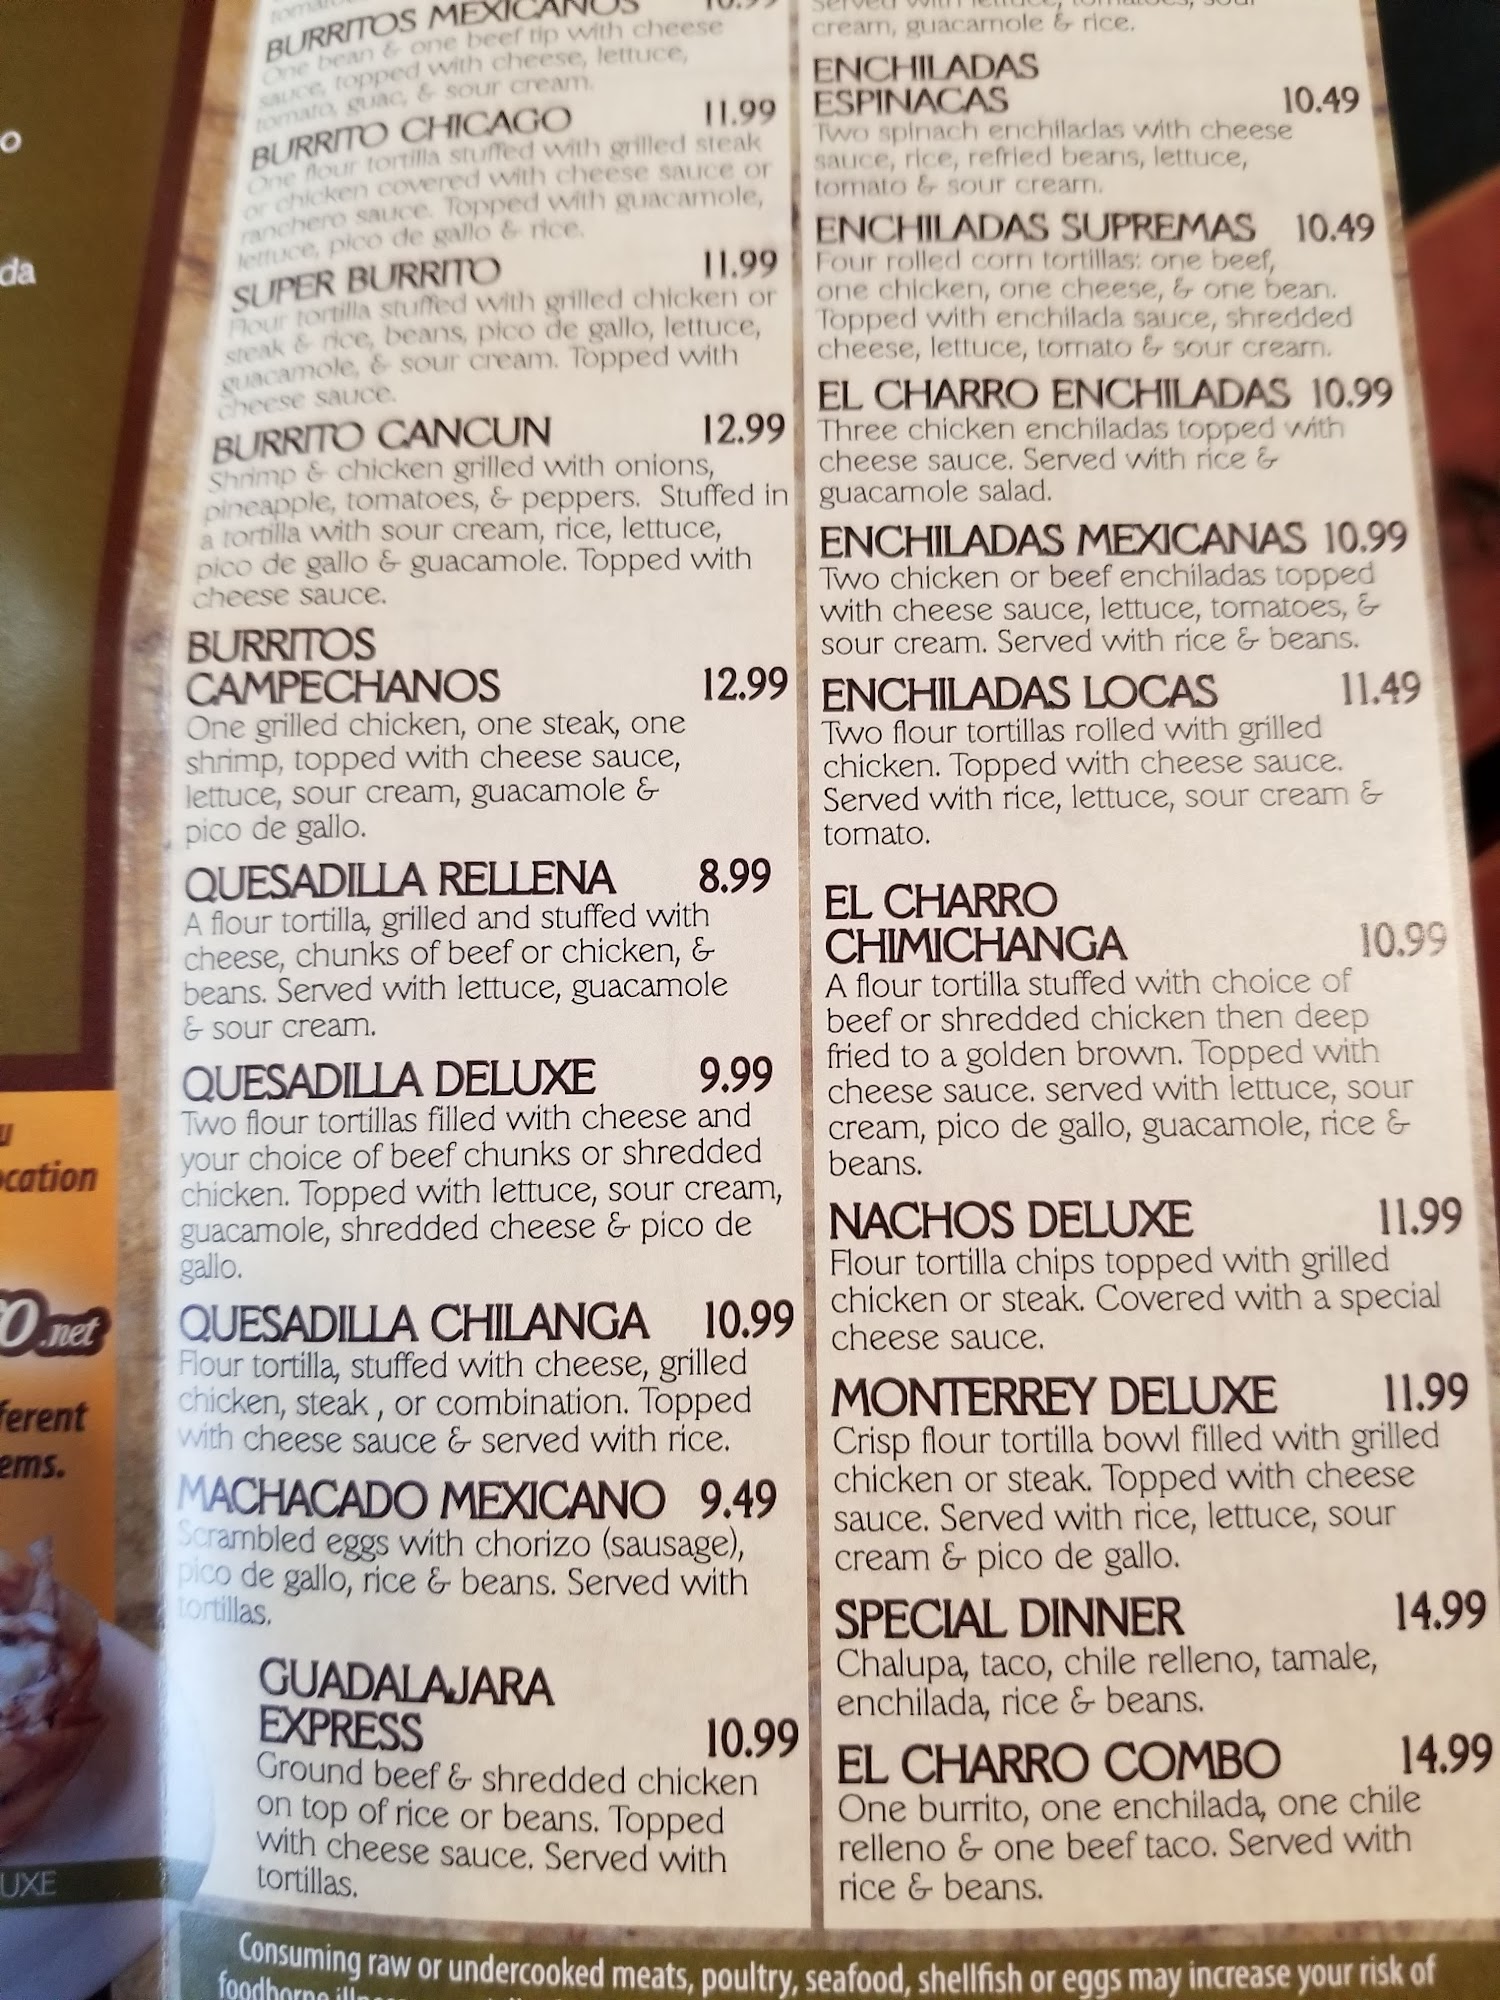 BURRITOS MEXICANOS
One bean & one beef tip with cheese
sauce, topped with cheese, lettuce,
tomato, guac, & sour cream.
BURRITO CHICAGO 11.99
One flour tortilla stuffed with grilled steak
or chicken covered with cheese sauce or
ranchero sauce. Topped with guacamole,
lettuce, pico de gallo & rice.
SUPER BURRITO 11.99
Flour tortilla stuffed with grilled chicken or
steak & rice, beans, pico de gallo, lettuce,
guacamole, & sour cream. Topped with
cheese sauce.
BURRITO CANCUN 12.99
Shrimp & chicken grilled with onions,
pineapple, tomatoes, & peppers. Stuffed in
a tortilla with sour cream, rice, lettuce,
pico de gallo & guacamole. Topped with
cheese sauce.
BURRITOS
CAMPECHANOS 12.99
One grilled chicken, one steak, one
shrimp, topped with cheese sauce,
lettuce, sour cream, guacamole &
pico de gallo.
QUESADILLA RELLENA 8.99
A flour tortilla, grilled and stuffed with
cheese, chunks of beef or chicken, &
beans. Served with lettuce, guacamole
& sour cream.
QUESADILLA DELUXE 9.99
Two flour tortillas filled with cheese and
your choice of beef chunks or shredded
chicken. Topped with lettuce, sour cream,
guacamole, shredded cheese & pico de
gallo.
QUESADILLA CHILANGA 10.99
Flour tortilla, stuffed with cheese, grilled
chicken, steak , or combination. Topped
with cheese sauce & served with rice.
MACHACADO MEXICANO 9.49
Scrambled eggs with chorizo (sausage),
pico de gallo, rice & beans. Served with
tortillas.
GUADALAJARA
EXPRESS 10.99
Ground beef & shredded chicken
on top of rice or beans. Topped
with cheese sauce. Served with
tortillas.
cream, guacamole & rice.
ENCHILADAS
ESPINACAS 10.49
Two spinach enchiladas with cheese
sauce, rice, refried beans, lettuce,
tomato & sour cream.
ENCHILADAS SUPREMAS 10.49
Four rolled corn tortillas: one beef,
one chicken, one cheese, & one bean.
Topped with enchilada sauce, shredded
cheese, lettuce, tomato & sour cream.
EL CHARRO ENCHILADAS 10.99
Three chicken enchiladas topped with
cheese sauce. Served with rice &
guacamole salad.
ENCHILADAS MEXICANAS 10.99
Two chicken or beef enchiladas topped
with cheese sauce, lettuce, tomatoes, &
sour cream. Served with rice & beans.
ENCHILADAS LOCAS 11.49
Two flour tortillas rolled with grilled
chicken. Topped with cheese sauce.
Served with rice, lettuce, sour cream &
tomato.
EL CHARRO
CHIMICHANGA 10.99
A flour tortilla stuffed with choice of
beef or shredded chicken then deep
fried to a golden brown. Topped with
cheese sauce. served with lettuce, sour
cream, pico de gallo, guacamole, rice &
beans.
NACHOS DELUXE 11.99
Flour tortilla chips topped with grilled
chicken or steak. Covered with a special
cheese sauce.
MONTERREY DELUXE 11.99
Crisp flour tortilla bowl filled with grilled
chicken or steak. Topped with cheese
sauce. Served with rice, lettuce, sour
cream & pico de gallo.
SPECIAL DINNER 14.99
Chalupa, taco, chile relleno, tamale,
enchilada, rice & beans.
EL CHARRO COMBO 14.99
One burrito, one enchilada, one chile
relleno & one beef taco. Served with
rice & beans.
Consuming raw or undercooked meats, poultry, seafood, shellfish or eggs may increase your risk of